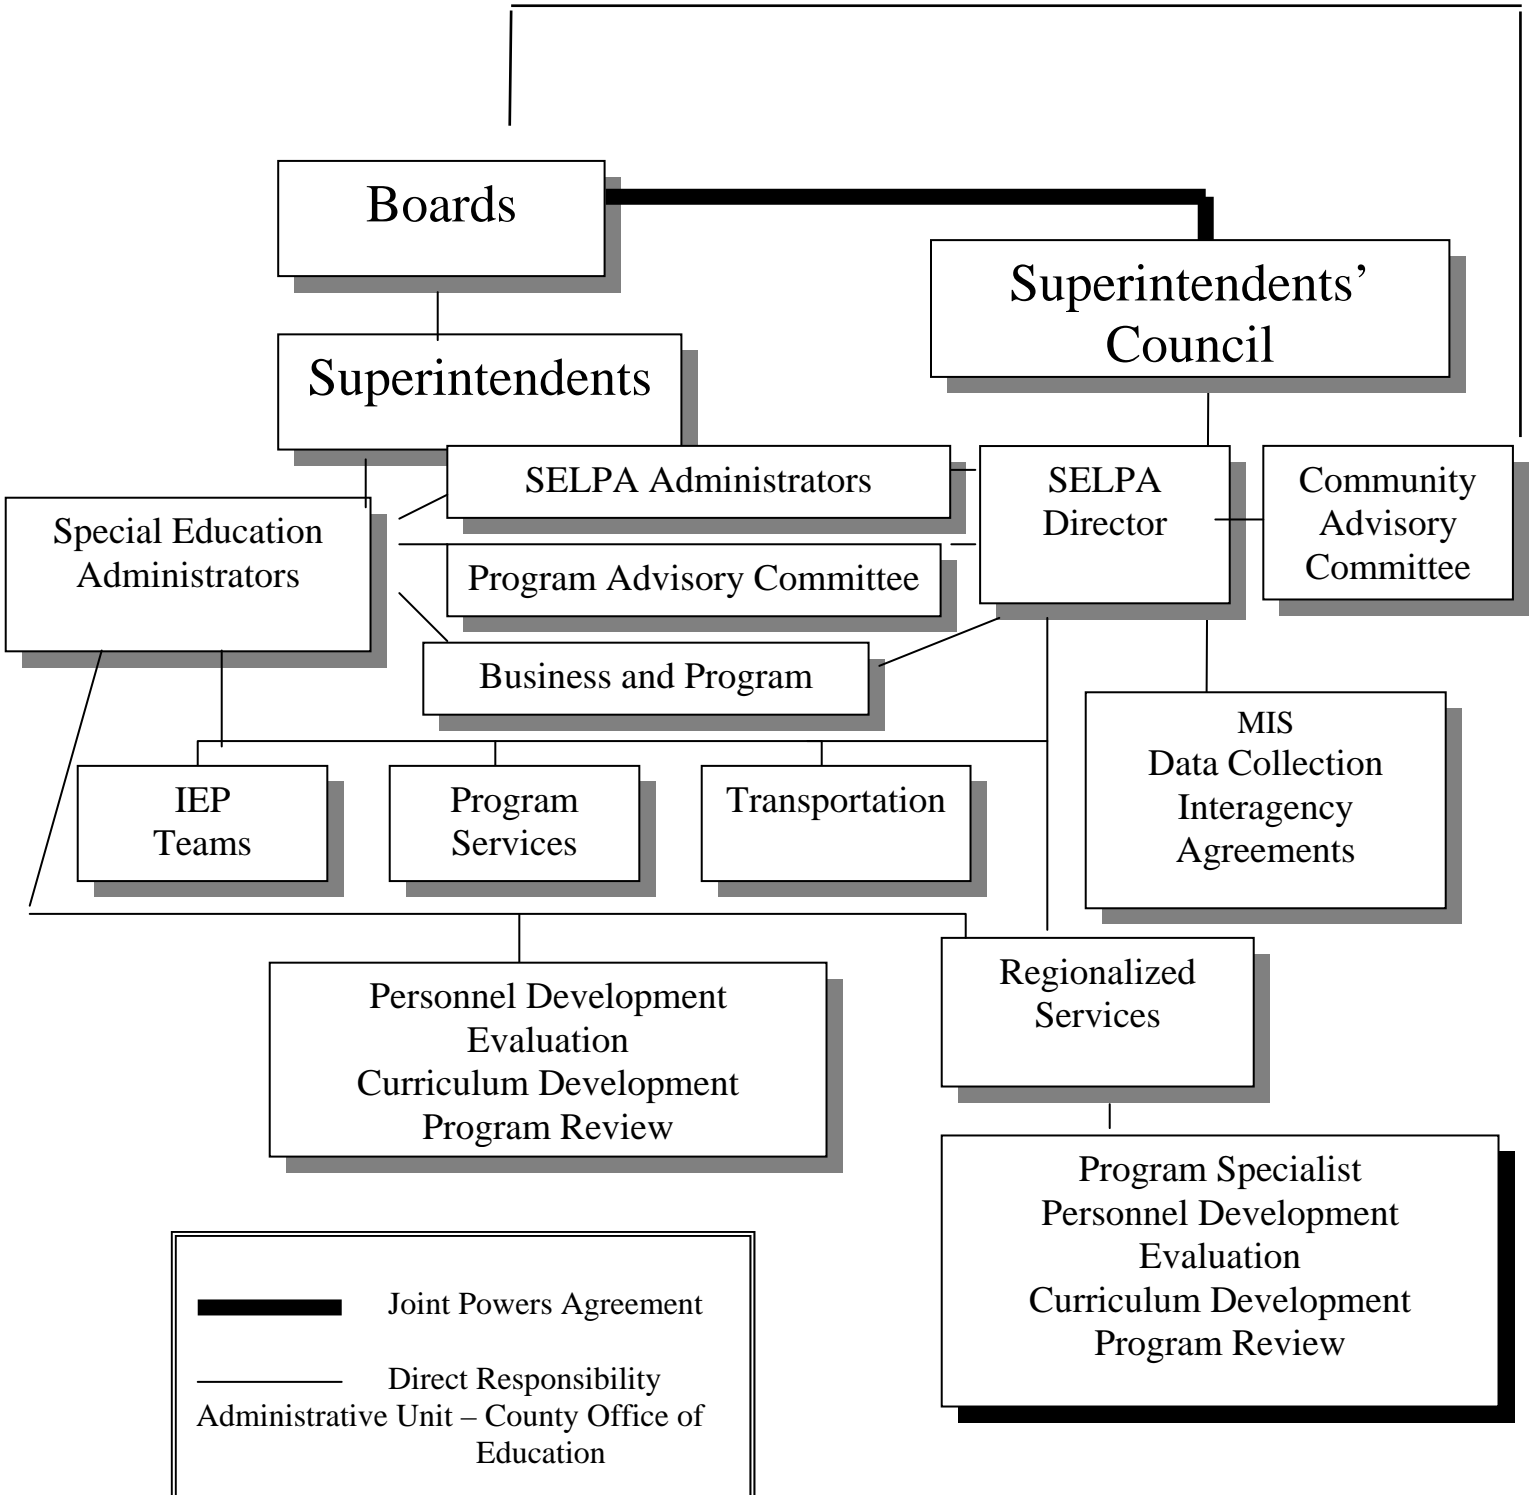 Boards
Superintendents’
Council
Superintendents
SELPA Administrators
SELPA
Director
Community
Advisory
Committee
Special Education
Administrators
Program Advisory Committee
Business and Program
MIS
Data Collection
Interagency
Agreements
IEP
Teams
Program
Services
Transportation
Personnel Development
Evaluation
Curriculum Development
Program Review
Regionalized
Services
Program Specialist
Personnel Development
Evaluation
Curriculum Development
Program Review
Joint Powers Agreement
Direct Responsibility
Administrative Unit – County Office of
Education